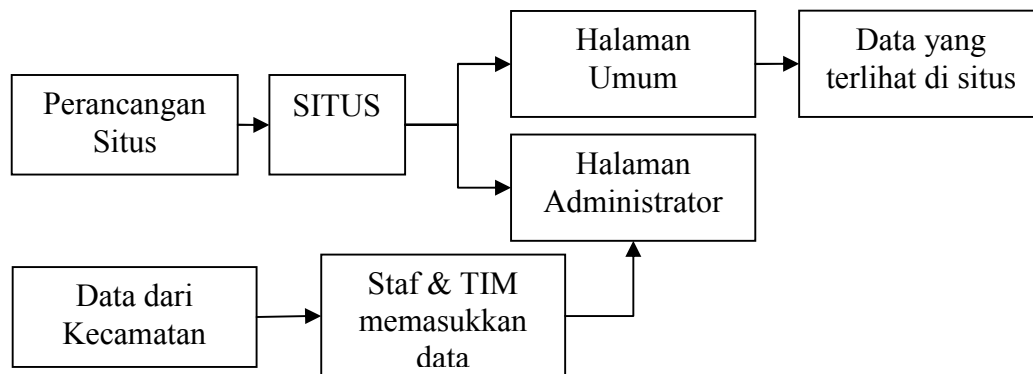 Perancangan
Situs
SITUS
Halaman
Umum
Data yang
terlihat di situs
Halaman
Administrator
Data dari
Kecamatan
Staf & TIM
memasukkan
data